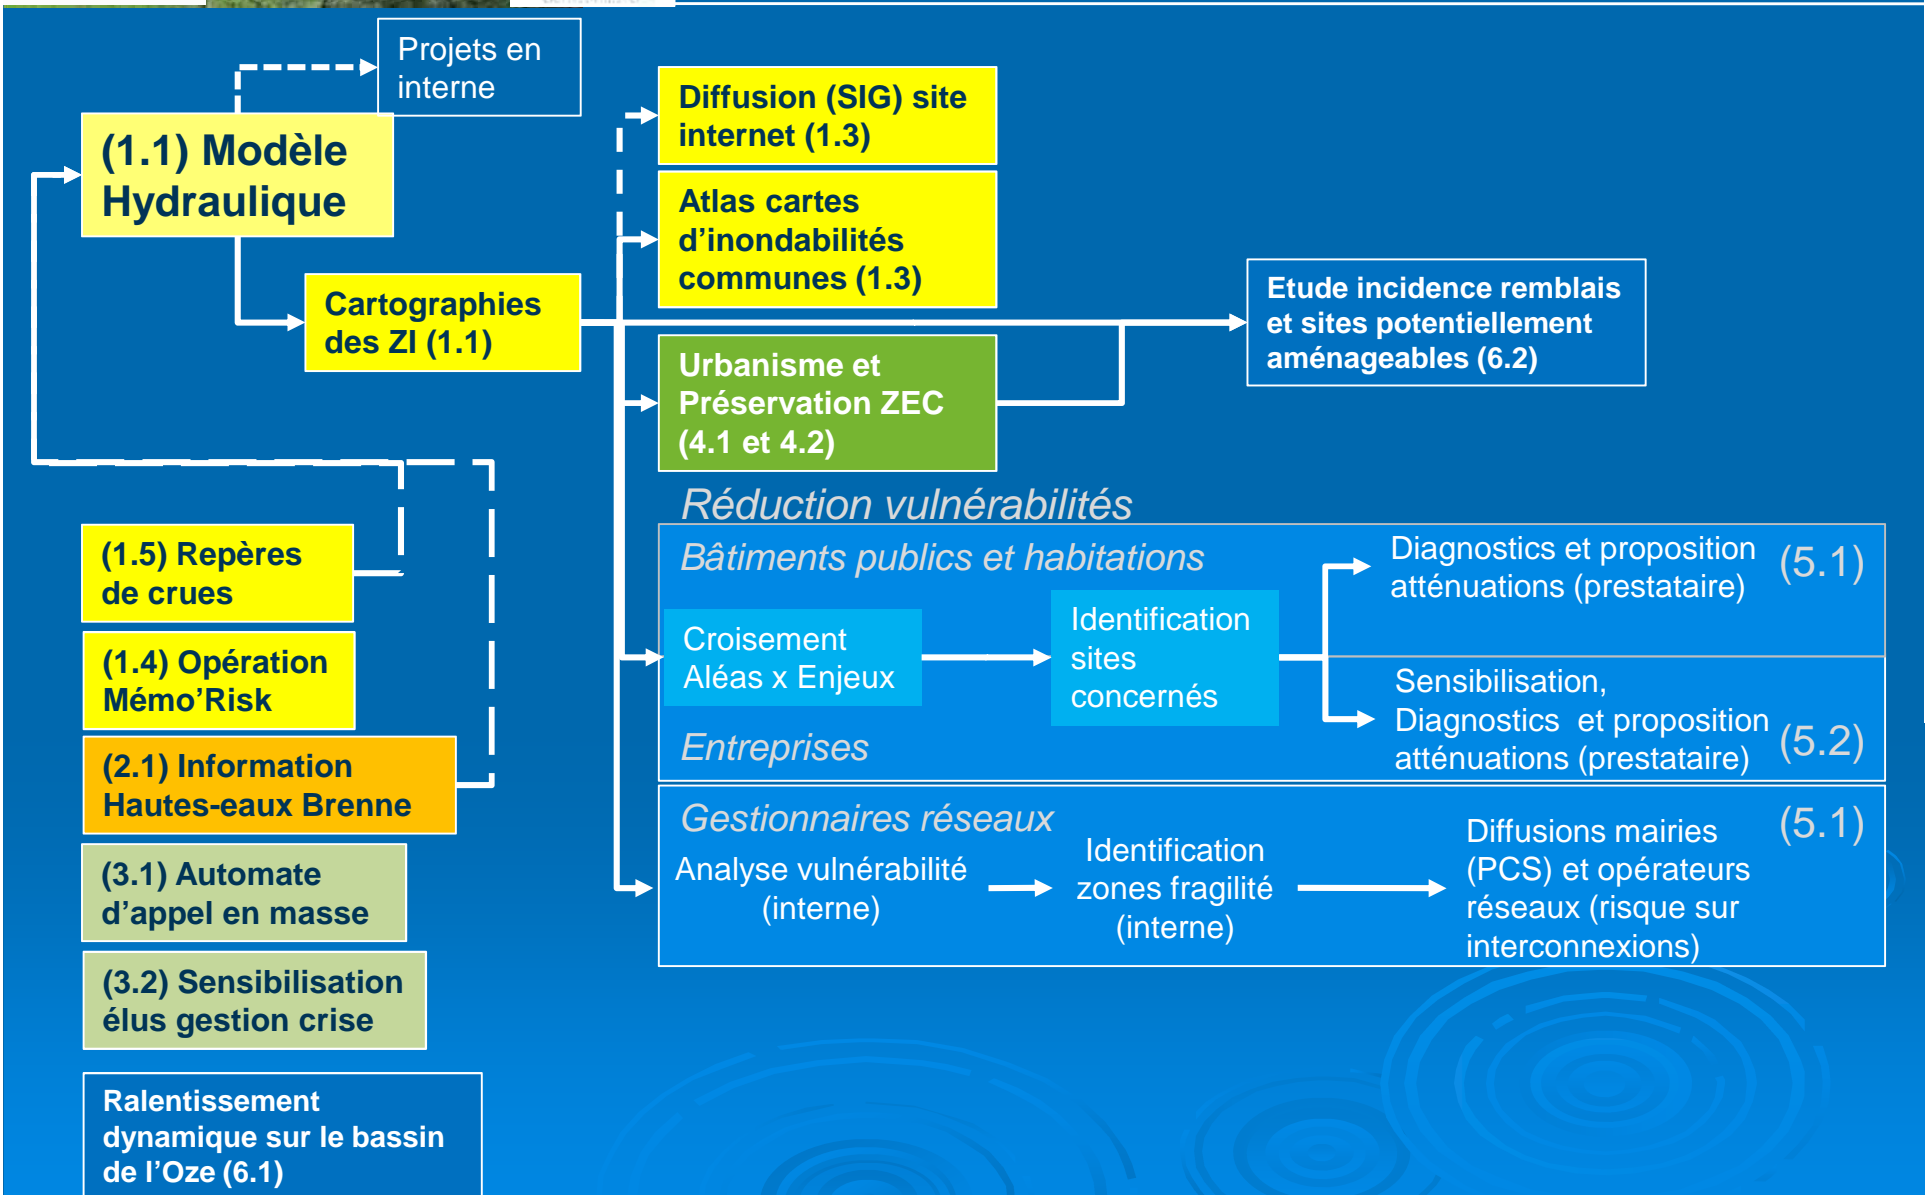 Projets en
interne
(1.1) Modèle
Hydraulique
Cartographies
des ZI (1.1)
Diffusion (SIG) site
internet (1.3)
Atlas cartes
d’inondabilités
communes (1.3)
Urbanisme et
Préservation ZEC
(4.1 et 4.2)
Etude incidence remblais
et sites potentiellement
aménageables (6.2)
(1.5) Repères
de crues
(1.4) Opération
Mémo’Risk
(2.1) Information
Hautes-eaux Brenne
(3.1) Automate
d’appel en masse
(3.2) Sensibilisation
élus gestion crise
Ralentissement
dynamique sur le bassin
de l’Oze (6.1)
Réduction vulnérabilités
Bâtiments publics et habitations
Croisement
Aléas x Enjeux
Identification
sites
concernés
Diagnostics et proposition
atténuations (prestataire)
(5.1)
Entreprises
Sensibilisation,
Diagnostics et proposition
atténuations (prestataire)
(5.2)
Gestionnaires réseaux
Analyse vulnérabilité
(interne)
Identification
zones fragilité
(interne)
Diffusions mairies
(PCS) et opérateurs
réseaux (risque sur
interconnexions)
(5.1)